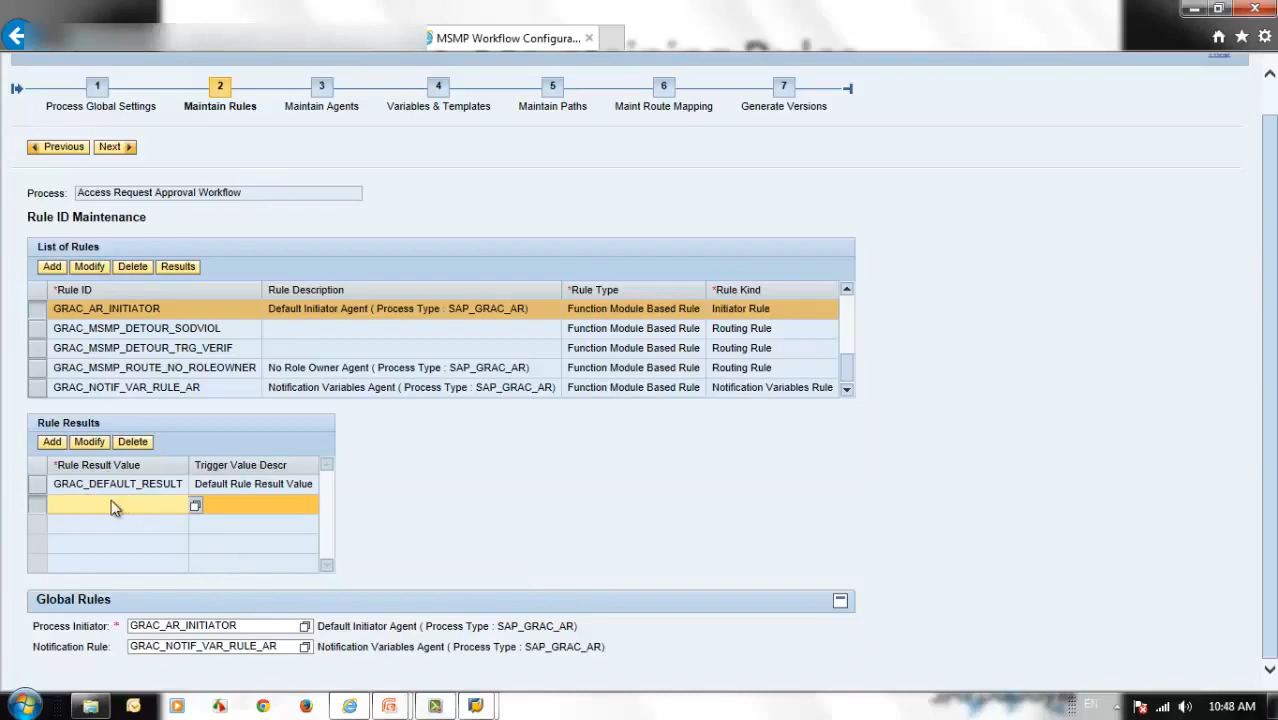 MSMP Workflow Configura...
1 2 3 4 5 6 7
Process Global Settings Maintain Rules Maintain Agents Variables & Templates Maintain Paths Maint Route Mapping Generate Versions
Previous Next
Process: Access Request Approval Workflow
Rule ID Maintenance
List of Rules
Add Modify Delete Results
*Rule ID Rule Description *Rule Type *Rule Kind
GRAC_AR_INITIATOR Default Initiator Agent ( Process Type : SAP_GRAC_AR) Function Module Based Rule Initiator Rule
GRAC_MSMP_DETOUR_SODVIOL Function Module Based Rule Routing Rule
GRAC_MSMP_DETOUR_TRG_VERIF Function Module Based Rule Routing Rule
GRAC_MSMP_ROUTE_NO_ROLEOWNER No Role Owner Agent ( Process Type : SAP_GRAC_AR) Function Module Based Rule Routing Rule
GRAC_NOTIF_VAR_RULE_AR Notification Variables Agent ( Process Type : SAP_GRAC_AR) Function Module Based Rule Notification Variables Rule
Rule Results
Add Modify Delete
*Rule Result Value Trigger Value Descr
GRAC_DEFAULT_RESULT Default Rule Result Value
Global Rules
Process Initiator: * GRAC_AR_INITIATOR Default Initiator Agent ( Process Type : SAP_GRAC_AR)
Notification Rule: GRAC_NOTIF_VAR_RULE_AR Notification Variables Agent ( Process Type : SAP_GRAC_AR)
EN 10:48 AM